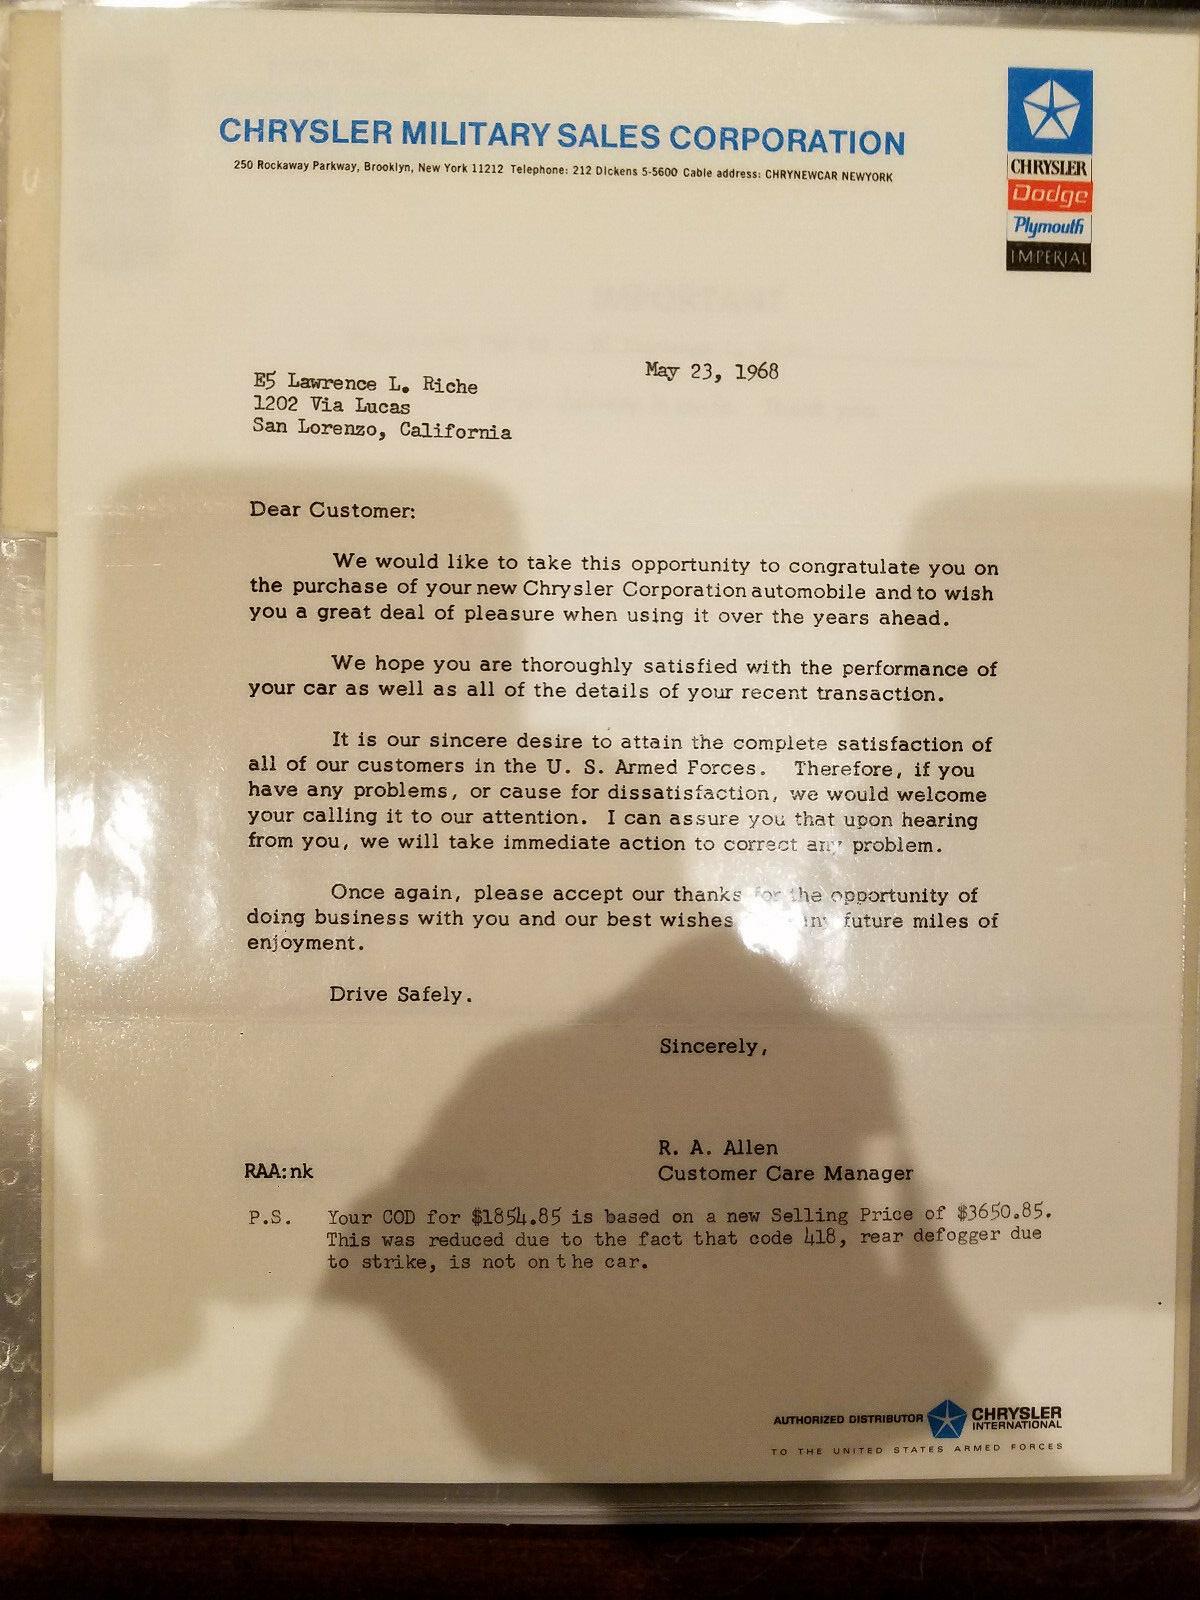 CHRYSLER MILITARY SALES CORPORATION
250 Rockaway Parkway, Brooklyn, New York 11212 Telephone: 212 DIckens 5-5600 Cable address: CHRYNEWCAR NEWYORK
CHRYSLER
Dodge
Plymouth
IMPERIAL
May 23, 1968
E5 Lawrence L. Riche
1202 Via Lucas
San Lorenzo, California
Dear Customer:
We would like to take this opportunity to congratulate you on
the purchase of your new Chrysler Corporation automobile and to wish
you a great deal of pleasure when using it over the years ahead.
We hope you are thoroughly satisfied with the performance of
your car as well as all of the details of your recent transaction.
It is our sincere desire to attain the complete satisfaction of
all of our customers in the U. S. Armed Forces. Therefore, if you
have any problems, or cause for dissatisfaction, we would welcome
your calling it to our attention. I can assure you that upon hearing
from you, we will take immediate action to correct any problem.
Once again, please accept our thanks for the opportunity of
doing business with you and our best wishes future miles of
enjoyment.
Drive Safely.
Sincerely,
R. A. Allen
Customer Care Manager
RAA:nk
P.S. Your COD for $1854.85 is based on a new Selling Price of $3650.85.
This was reduced due to the fact that code 418, rear defogger due
to strike, is not on the car.
AUTHORIZED DISTRIBUTOR CHRYSLER
INTERNATIONAL
TO THE UNITED STATES ARMED FORCES